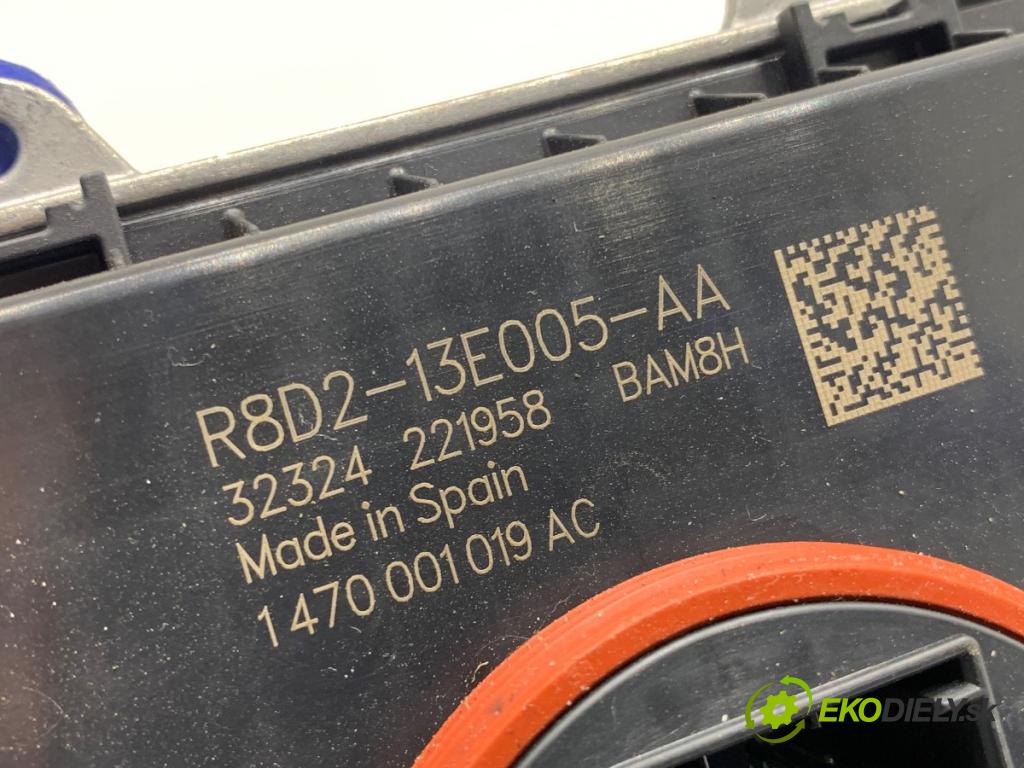 R8D2-13E005-AA
32324 221958 BAM8H
Made in Spain
1 470 001 019 AC
EKODIELY.sk